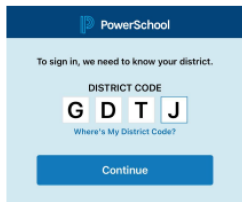 PowerSchool
To sign in, we need to know your district.
DISTRICT CODE
G D T J
Where's My District Code?
Continue